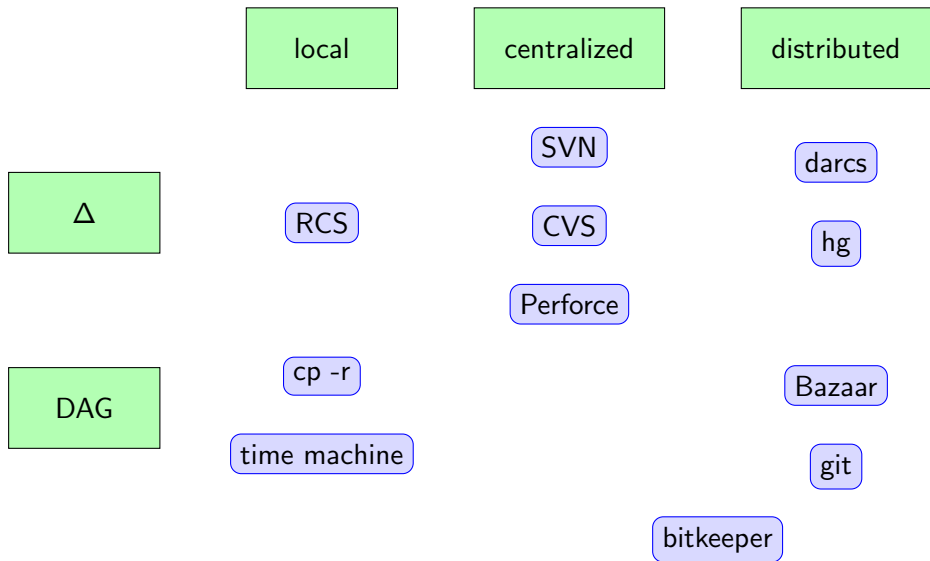 local centralized distributed
SVN
darcs
Δ RCS CVS hg
Perforce
cp -r
DAG Bazaar
time machine git
bitkeeper